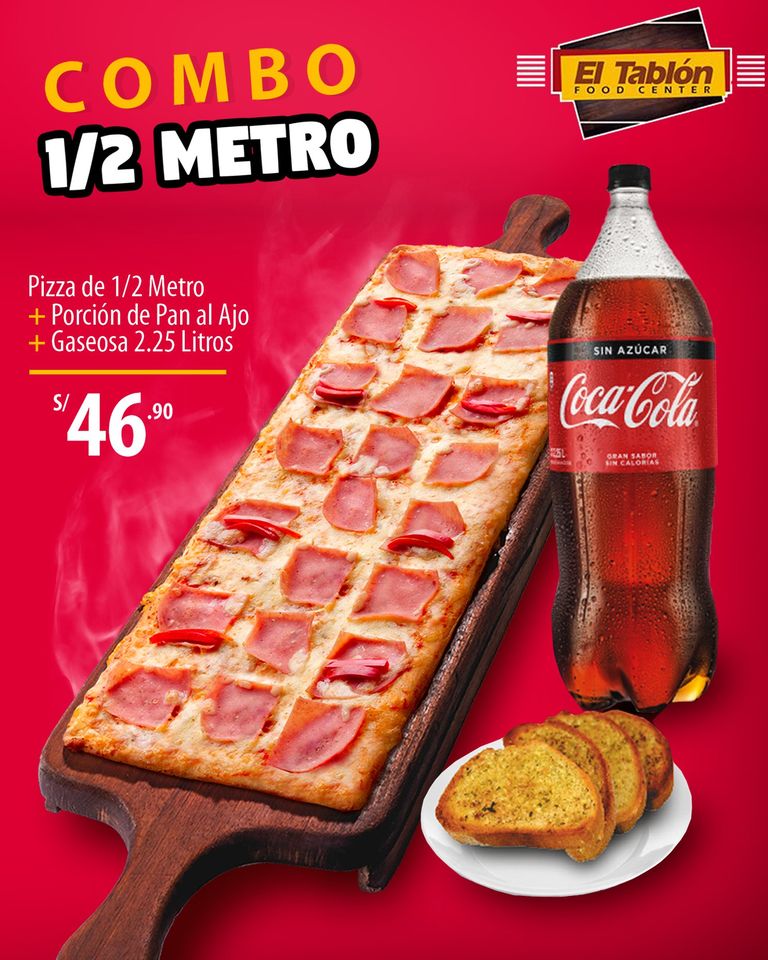 COMBO
1/2 METRO
El Tablón
FOOD CENTER
Pizza de 1/2 Metro
+ Porción de Pan al Ajo
+ Gaseosa 2.25 Litros
S/ 46.90
SIN AZÚCAR
Coca-Cola
GRAN SABOR
SIN CALORÍAS